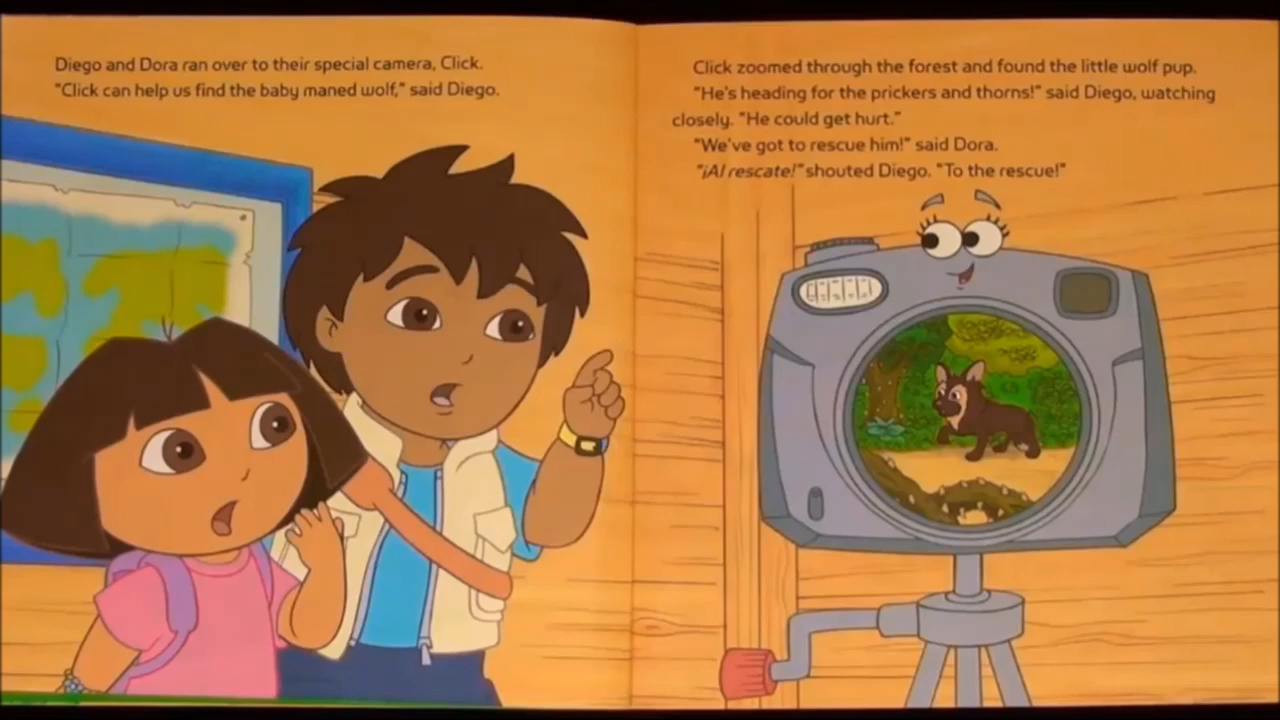 Diego and Dora ran over to their special camera, Click.
"Click can help us find the baby maned wolf," said Diego.
Click zoomed through the forest and found the little wolf pup.
"He's heading for the prickers and thorns!" said Diego, watching
closely. "He could get hurt."
"We've got to rescue him!" said Dora.
"¡Al rescate!" shouted Diego. "To the rescue!"